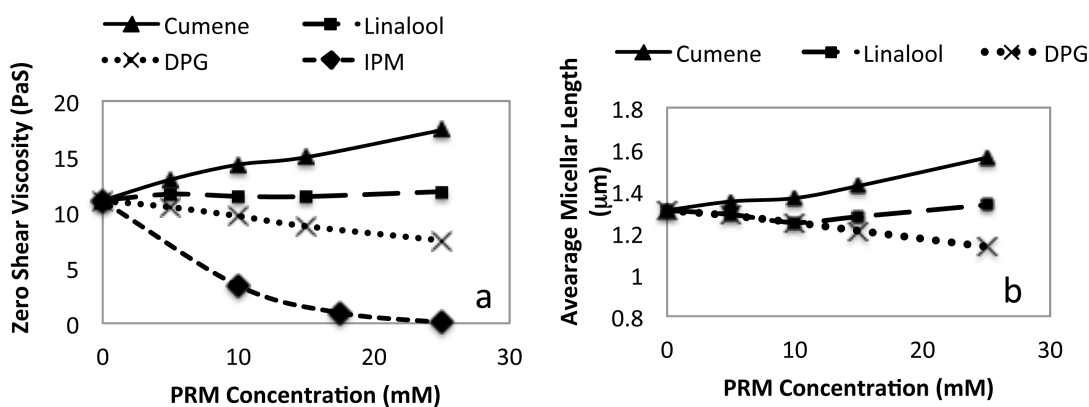 Cumene Linalool
DPG IPM
Zero Shear Viscosity (PaS)
20
15
10
5
0
0 10 20 30
PRM Concentration (mM)
a
Cumene Linalool DPG
Avearage Micellar Length
(µm)
1.8
1.6
1.4
1.2
1
0.8
0 10 20 30
PRM Concentration (mM)
b